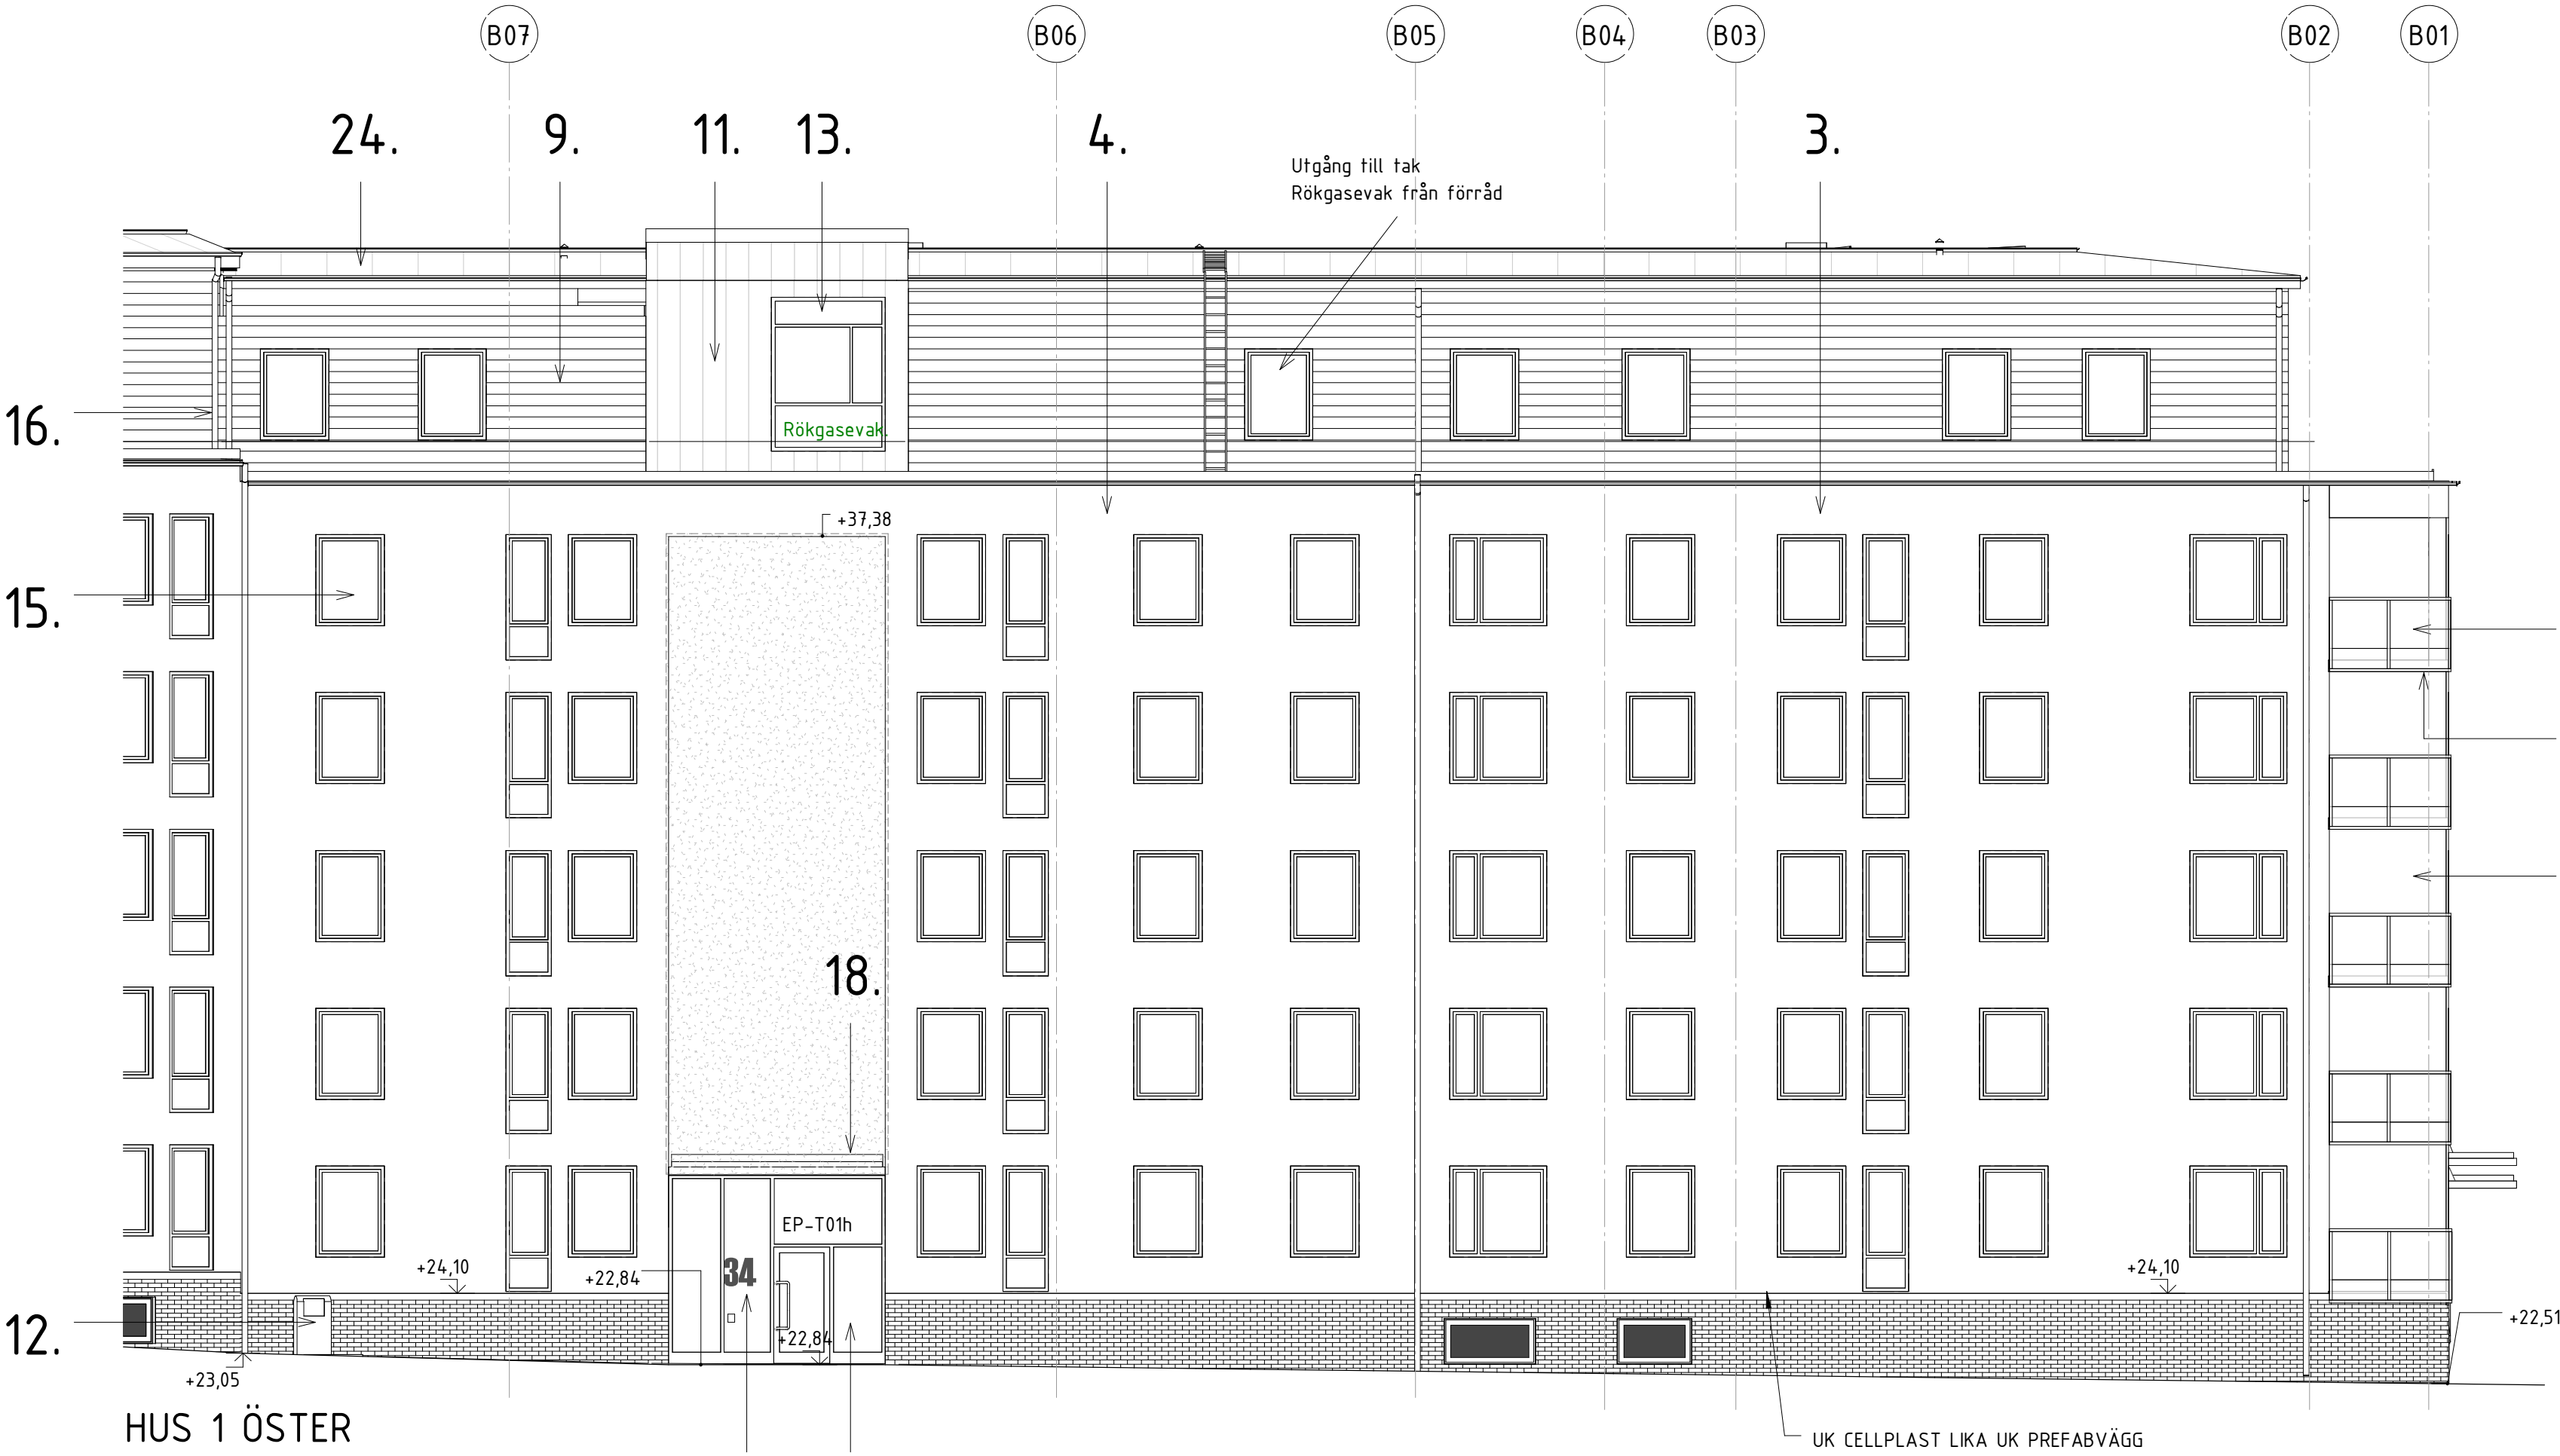 B07
B06
B05
B04
B03
B02
B01
24.
9.
11.
13.
4.
3.
Utgång till tak
Rökgasevak från förråd
16.
Rökgasevak.
+37,38
15.
18.
EP-T01h
34
+24,10
+22,84
+24,10
12.
+22,84
+22,51
+23,05
HUS 1 ÖSTER
UK CELLPLAST LIKA UK PREFABVÄGG